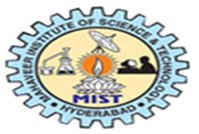 MAHAVEER INSTITUTE OF SCIENCE & TECHNOLOGY
MIST
HYDERABAD